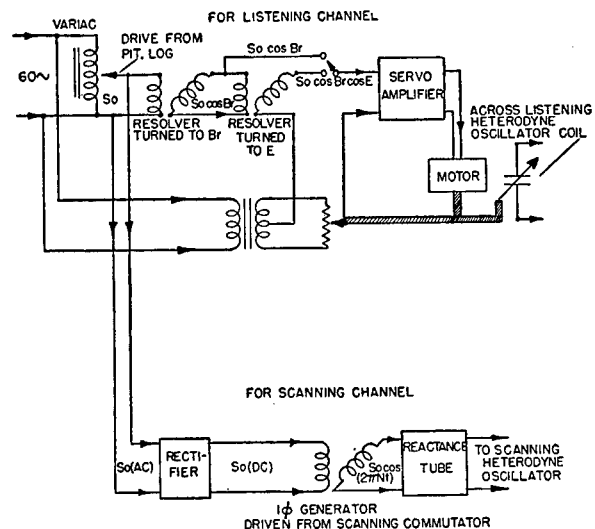 FOR LISTENING CHANNEL
VARIAC
DRIVE FROM
PIT. LOG
60~
So
So cos Br
So cos Br
So cos Br cos E
RESOLVER
TURNED TO Br
RESOLVER
TURNED
TO E
SERVO
AMPLIFIER
MOTOR
ACROSS LISTENING
HETERODYNE
OSCILLATOR COIL
FOR SCANNING CHANNEL
So(AC)
RECTI-
FIER
So(DC)
So cos
(2πNt)
REACTANCE
TUBE
TO SCANNING
HETERODYNE
OSCILLATOR
1ϕ GENERATOR
DRIVEN FROM SCANNING COMMUTATOR